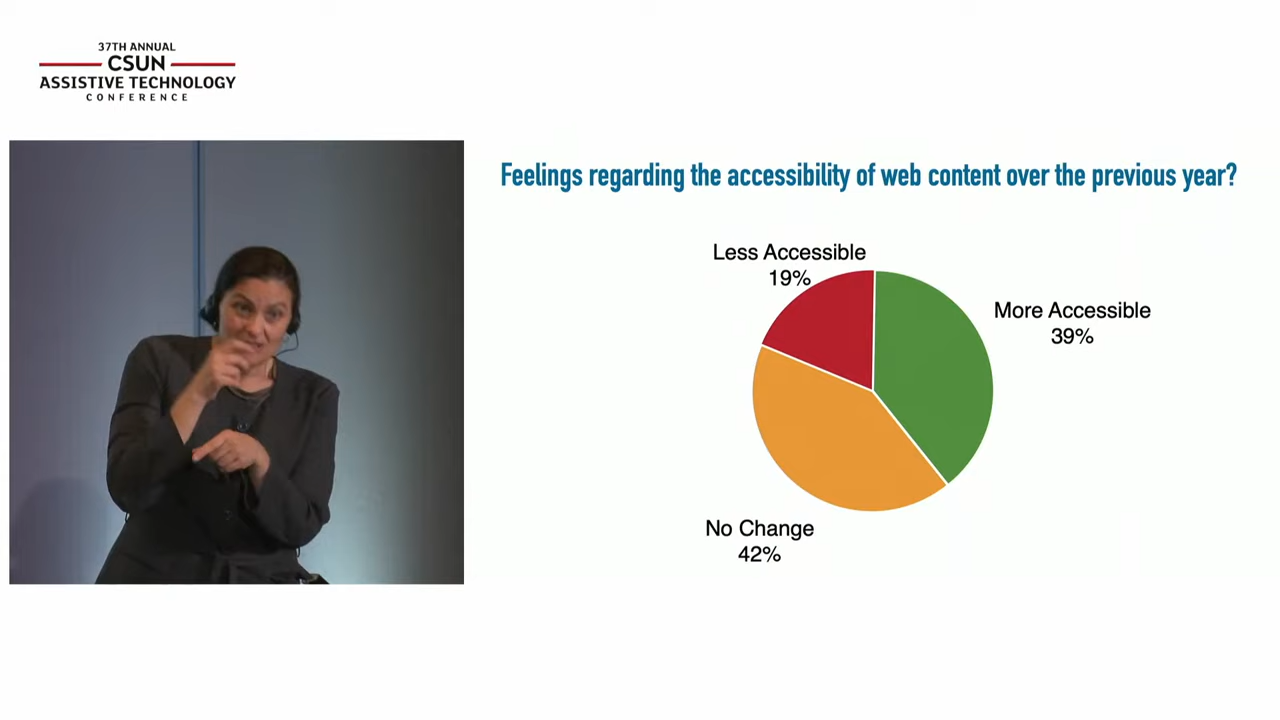 37TH ANNUAL
CSUN
ASSISTIVE TECHNOLOGY
CONFERENCE
Feelings regarding the accessibility of web content over the previous year?
Less Accessible
19%
More Accessible
39%
No Change
42%